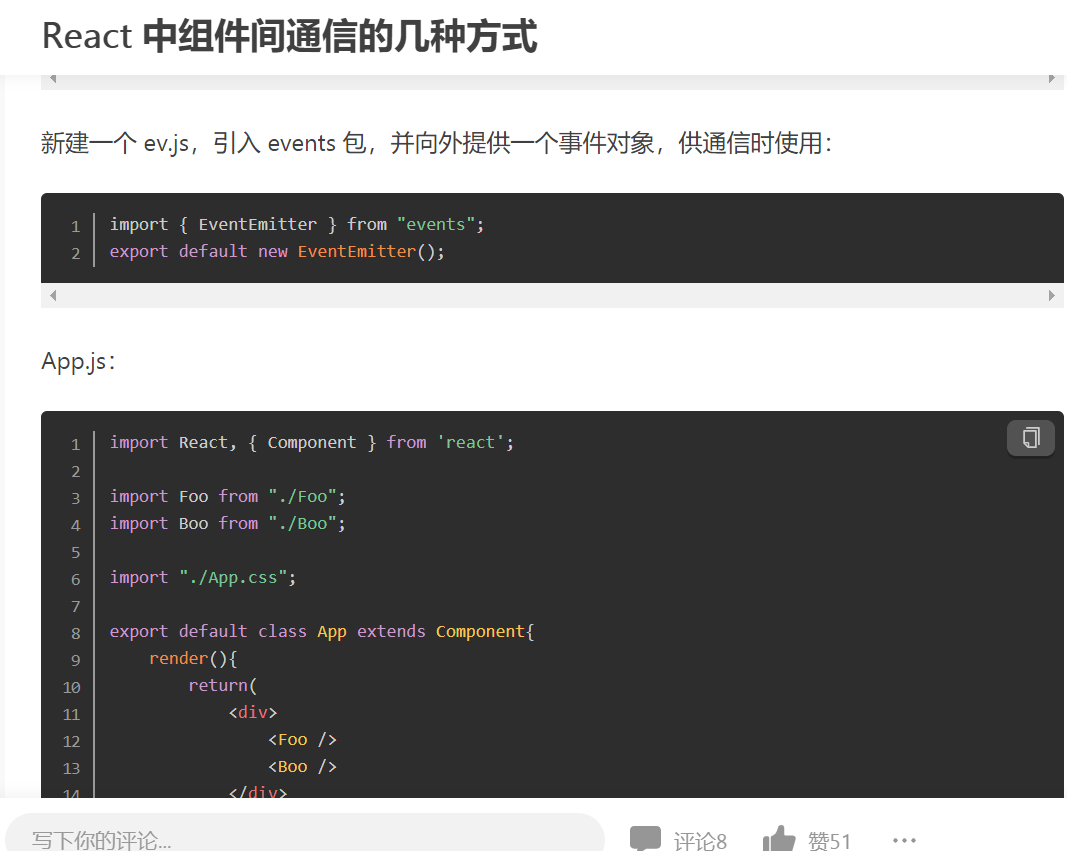 React 中组件间通信的几种方式
新建一个 ev.js，引入 events 包，并向外提供一个事件对象，供通信时使用：
1 import { EventEmitter } from "events";
2 export default new EventEmitter();
App.js：
1 import React, { Component } from 'react';
2
3 import Foo from "./Foo";
4 import Boo from "./Boo";
5
6 import "./App.css";
7
8 export default class App extends Component{
9     render(){
10         return(
11             <div>
12                 <Foo />
13                 <Boo />
14             </div>
写下你的评论...
评论8
赞51